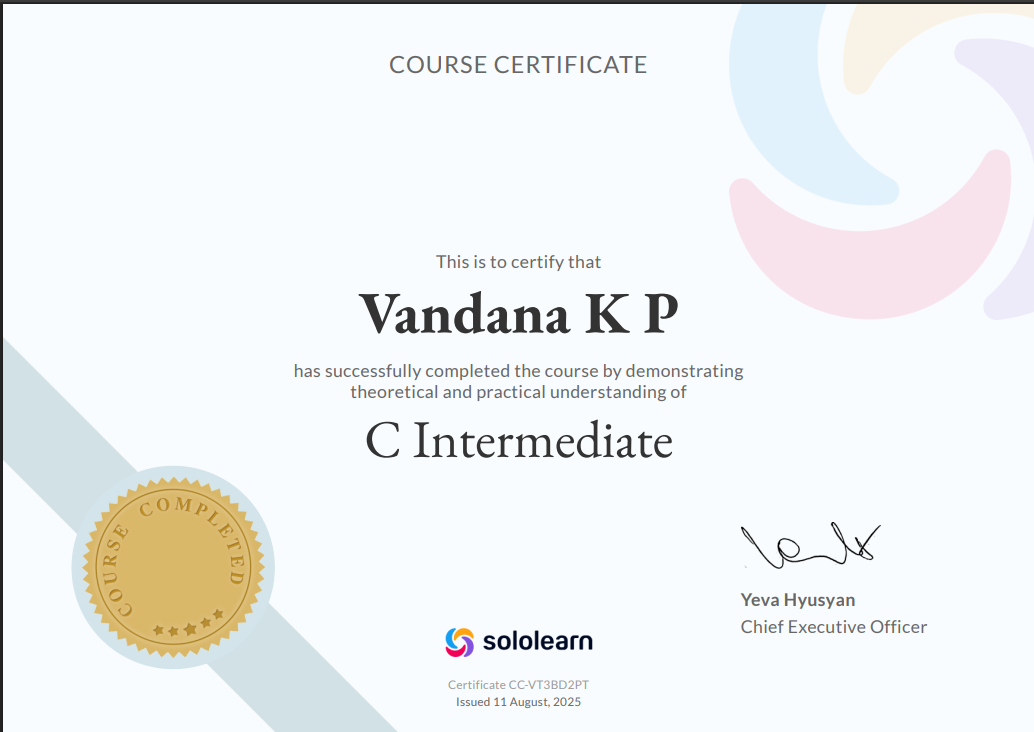 COURSE CERTIFICATE
This is to certify that
Vandana K P
has successfully completed the course by demonstrating
theoretical and practical understanding of
C Intermediate
COURSE COMPLETED
Yeva Hyusyan
Chief Executive Officer
sololearn
Certificate CC-VT3BD2PT
Issued 11 August, 2025